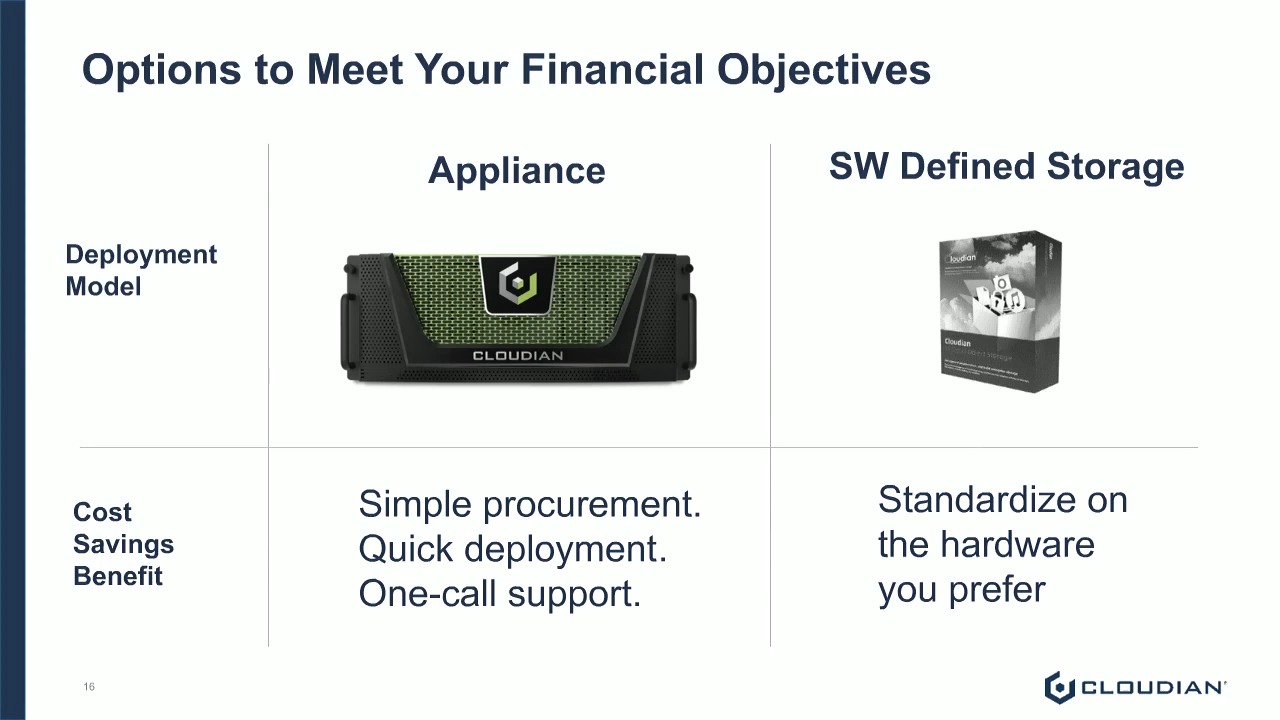 Options to Meet Your Financial Objectives
Appliance
SW Defined Storage
Deployment
Model
CLOUDIAN
Cloudian
Cloudian
Cost
Savings
Benefit
Simple procurement.
Quick deployment.
One-call support.
Standardize on
the hardware
you prefer
16
CLOUDIAN